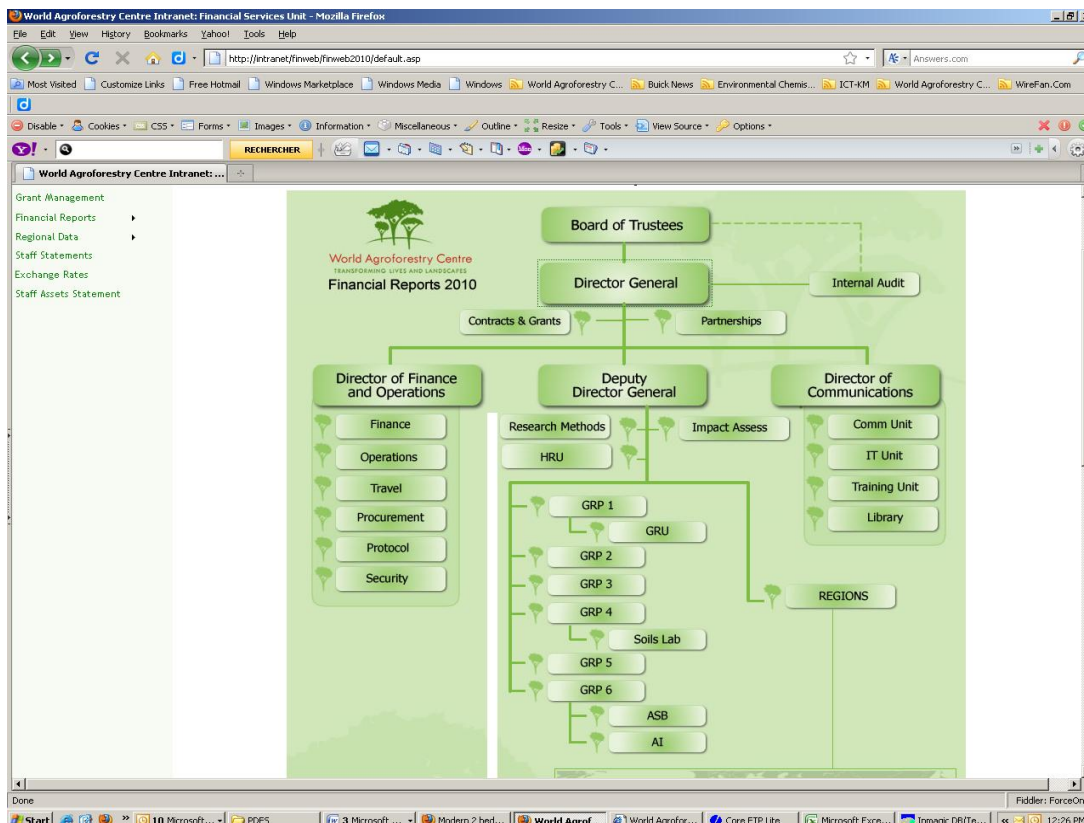 World Agroforestry Centre Intranet: Financial Services Unit - Mozilla Firefox
File Edit View History Bookmarks Yahoo! Tools Help
http://intranet/finweb/finweb2010/default.asp
Answers.com
Most Visited Customize Links Free Hotmail Windows Marketplace Windows Media Windows World Agroforestry C... Buick News Environmental Chemis... ICT-KM World Agroforestry C... WireFan.Com
Disable Cookies CSS Forms Images Information Miscellaneous Outline Resize Tools View Source Options
RECHERCHER
World Agroforestry Centre Intranet: ...
Grant Management
Financial Reports
Regional Data
Staff Statements
Exchange Rates
Staff Assets Statement
World Agroforestry Centre
TRANSFORMING LIVES AND LANDSCAPES
Financial Reports 2010
Board of Trustees
Director General
Internal Audit
Contracts & Grants
Partnerships
Director of Finance
and Operations
Finance
Operations
Travel
Procurement
Protocol
Security
Deputy
Director General
Research Methods
Impact Assess
HRU
GRP 1
GRU
GRP 2
GRP 3
GRP 4
Soils Lab
GRP 5
GRP 6
ASB
AI
Director of
Communications
Comm Unit
IT Unit
Training Unit
Library
REGIONS
Done
Fiddler: ForceOn
Start 10 Microsoft... PDFS 3 Microsoft ... Modern 2 bed... World Agrof... World Agrofor... Core FTP Lite Microsoft Exce... Inmagic DB/Te... 12:26 PM